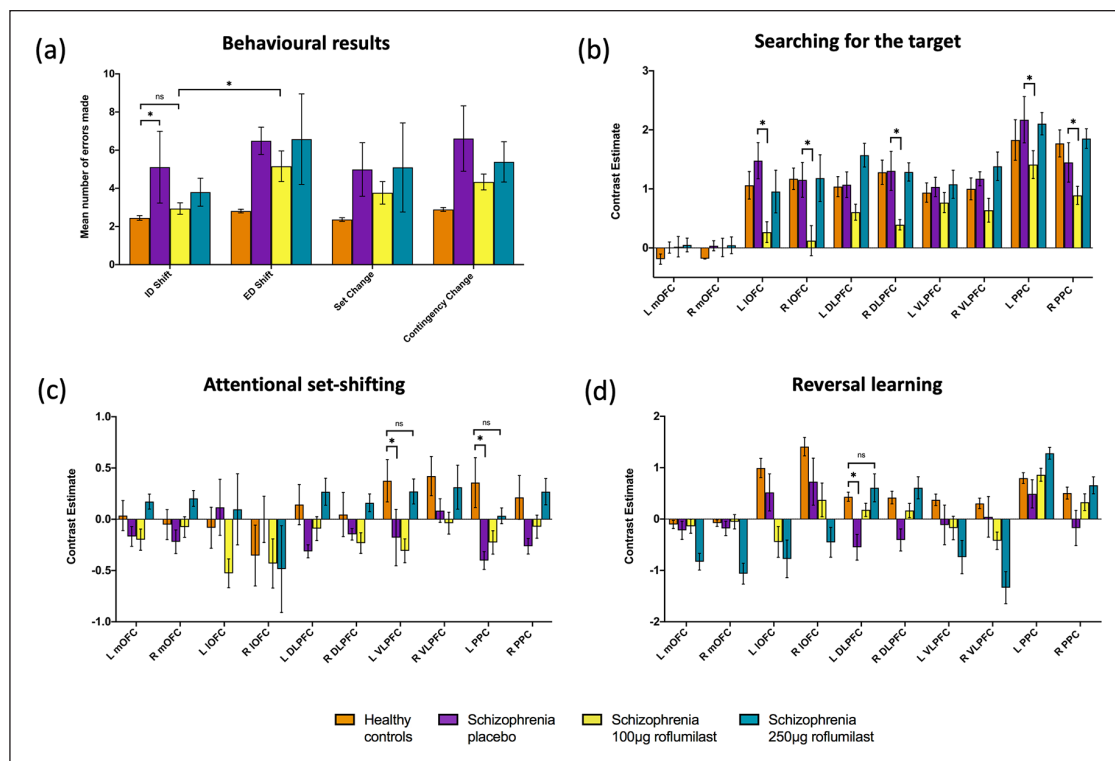 (a)
Behavioural results
Mean number of errors made
10
8
6
4
2
0
ns
*
*
ID Shift
ED Shift
Set Change
Contingency Change
(b)
Searching for the target
Contrast Estimate
3
2
1
0
*
*
*
*
*
L mOFC
R mOFC
L lOFC
R lOFC
L DLPFC
R DLPFC
L VLPFC
R VLPFC
L PPC
R PPC
(c)
Attentional set-shifting
Contrast Estimate
1.0
0.5
0.0
-0.5
-1.0
ns
*
ns
*
L mOFC
R mOFC
L lOFC
R lOFC
L DLPFC
R DLPFC
L VLPFC
R VLPFC
L PPC
R PPC
(d)
Reversal learning
Contrast Estimate
2
1
0
-1
-2
ns
*
L mOFC
R mOFC
L lOFC
R lOFC
L DLPFC
R DLPFC
L VLPFC
R VLPFC
L PPC
R PPC
Healthy
controls
Schizophrenia
placebo
Schizophrenia
100µg roflumilast
Schizophrenia
250µg roflumilast